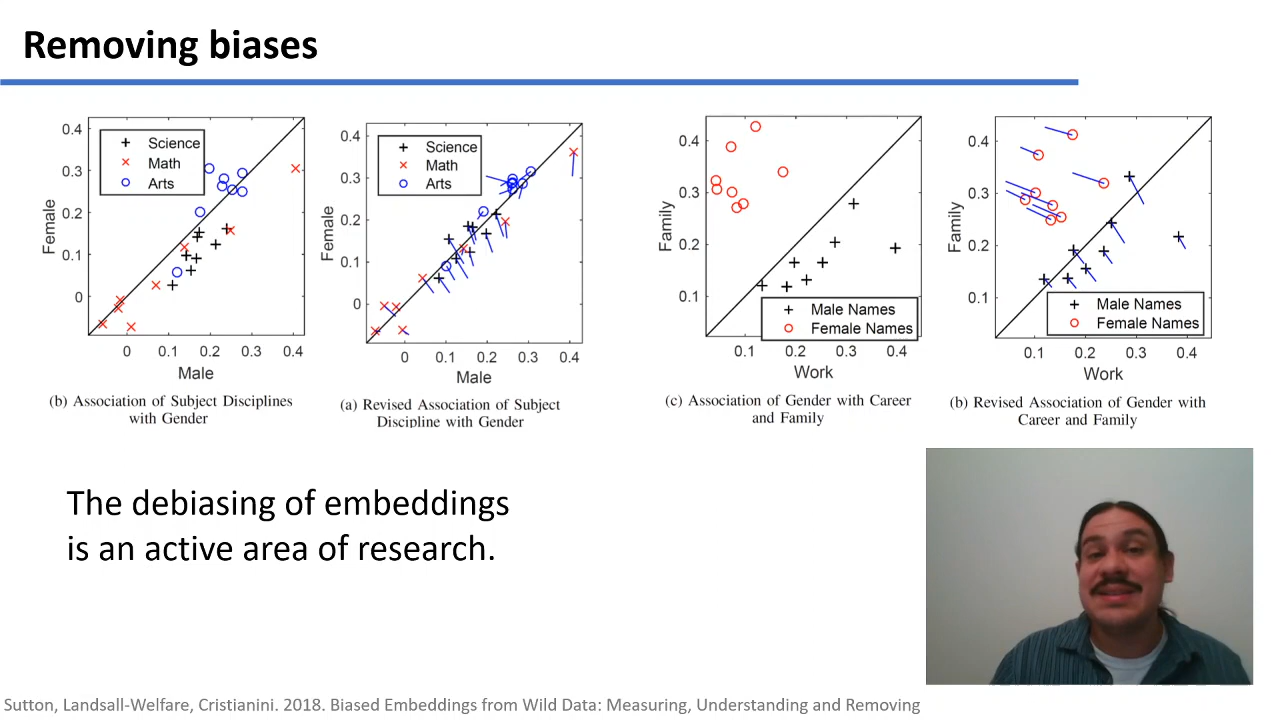 Removing biases
Science
Math
Arts
0.4
0.3
0.2
0.1
0
Female
0
0.1
0.2
0.3
0.4
Male
(b) Association of Subject Disciplines
with Gender
Science
Math
Arts
0.4
0.3
0.2
0.1
0
Female
0
0.1
0.2
0.3
0.4
Male
(a) Revised Association of Subject
Discipline with Gender
0.4
0.3
0.2
0.1
Family
Male Names
Female Names
0.1
0.2
0.3
0.4
Work
(c) Association of Gender with Career
and Family
0.4
0.3
0.2
0.1
Family
Male Names
Female Names
0.1
0.2
0.3
0.4
Work
(b) Revised Association of Gender with
Career and Family
The debiasing of embeddings
is an active area of research.
Sutton, Landsall-Welfare, Cristianini. 2018. Biased Embeddings from Wild Data: Measuring, Understanding and Removing